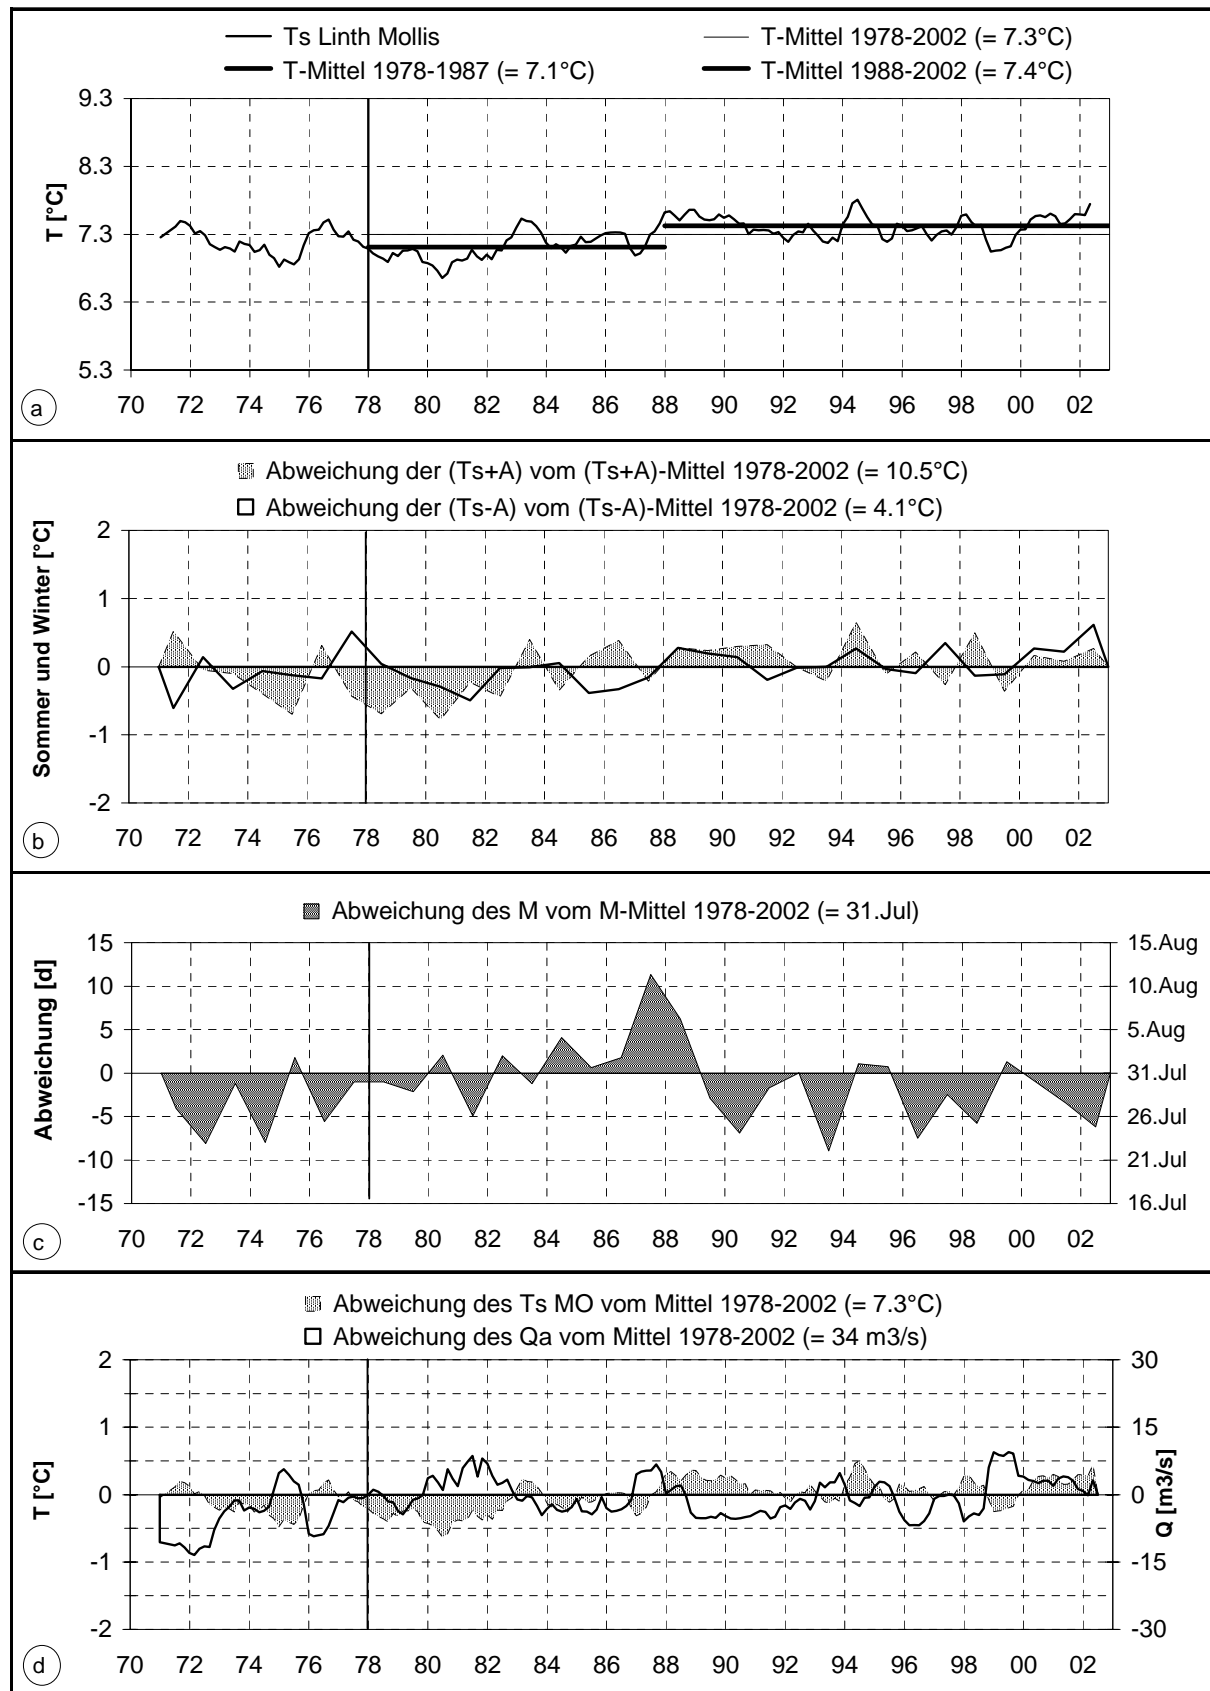 Ts Linth Mollis
T-Mittel 1978-2002 (= 7.3°C)
T-Mittel 1978-1987 (= 7.1°C)
T-Mittel 1988-2002 (= 7.4°C)
9.3
8.3
7.3
6.3
5.3
T [°C]
70 72 74 76 78 80 82 84 86 88 90 92 94 96 98 00 02
a
Abweichung der (Ts+A) vom (Ts+A)-Mittel 1978-2002 (= 10.5°C)
Abweichung der (Ts-A) vom (Ts-A)-Mittel 1978-2002 (= 4.1°C)
2
1
0
-1
-2
Sommer und Winter [°C]
70 72 74 76 78 80 82 84 86 88 90 92 94 96 98 00 02
b
Abweichung des M vom M-Mittel 1978-2002 (= 31.Jul)
15 15.Aug
10 10.Aug
5 5.Aug
0 31.Jul
-5 26.Jul
-10 21.Jul
-15 16.Jul
Abweichung [d]
70 72 74 76 78 80 82 84 86 88 90 92 94 96 98 00 02
c
Abweichung des Ts MO vom Mittel 1978-2002 (= 7.3°C)
Abweichung des Qa vom Mittel 1978-2002 (= 34 m3/s)
2 30
1 15
0 0
-1 -15
-2 -30
T [°C]
Q [m3/s]
70 72 74 76 78 80 82 84 86 88 90 92 94 96 98 00 02
d